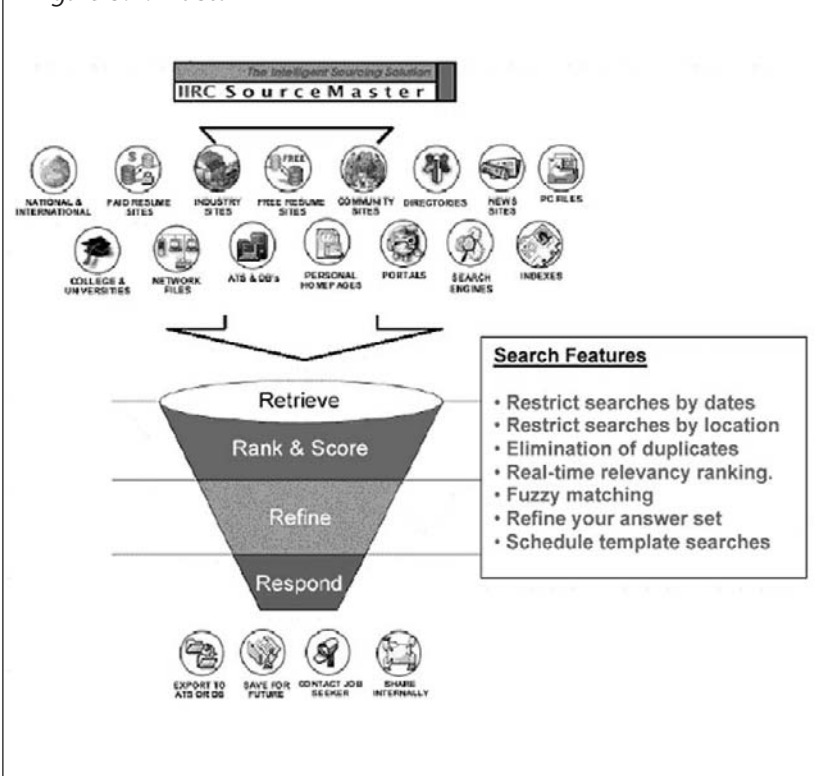 The Intelligent Sourcing Solution
IIRC SourceMaster
NATIONAL & INTERNATIONAL
PAID RESUME SITES
INDUSTRY SITES
FREE
FREE RESUME SITES
COMMUNITY SITES
DIRECTORIES
NEWS SITES
PC FILES
COLLEGE & UNIVERSITIES
NETWORK FILES
ATS & DB's
PERSONAL HOMEPAGES
PORTALS
SEARCH ENGINES
INDEXES
Retrieve
Rank & Score
Refine
Respond
Search Features
• Restrict searches by dates
• Restrict searches by location
• Elimination of duplicates
• Real-time relevancy ranking.
• Fuzzy matching
• Refine your answer set
• Schedule template searches
EXPORT TO ATS OR DB
SAVE FOR FUTURE
CONTACT JOB SEEKER
SHARE INTERNALLY